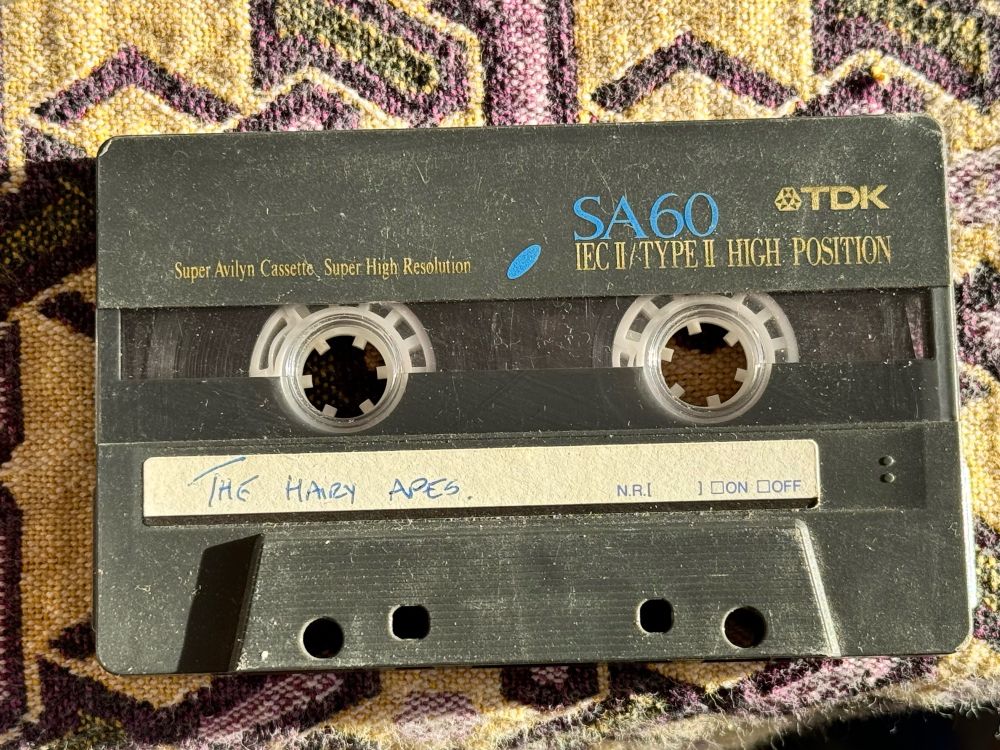 TDK
SA60
IEC II/TYPE II HIGH POSITION
Super Avilyn Cassette, Super High Resolution
THE HAIRY APES.
N.R.[ ] □ON □OFF